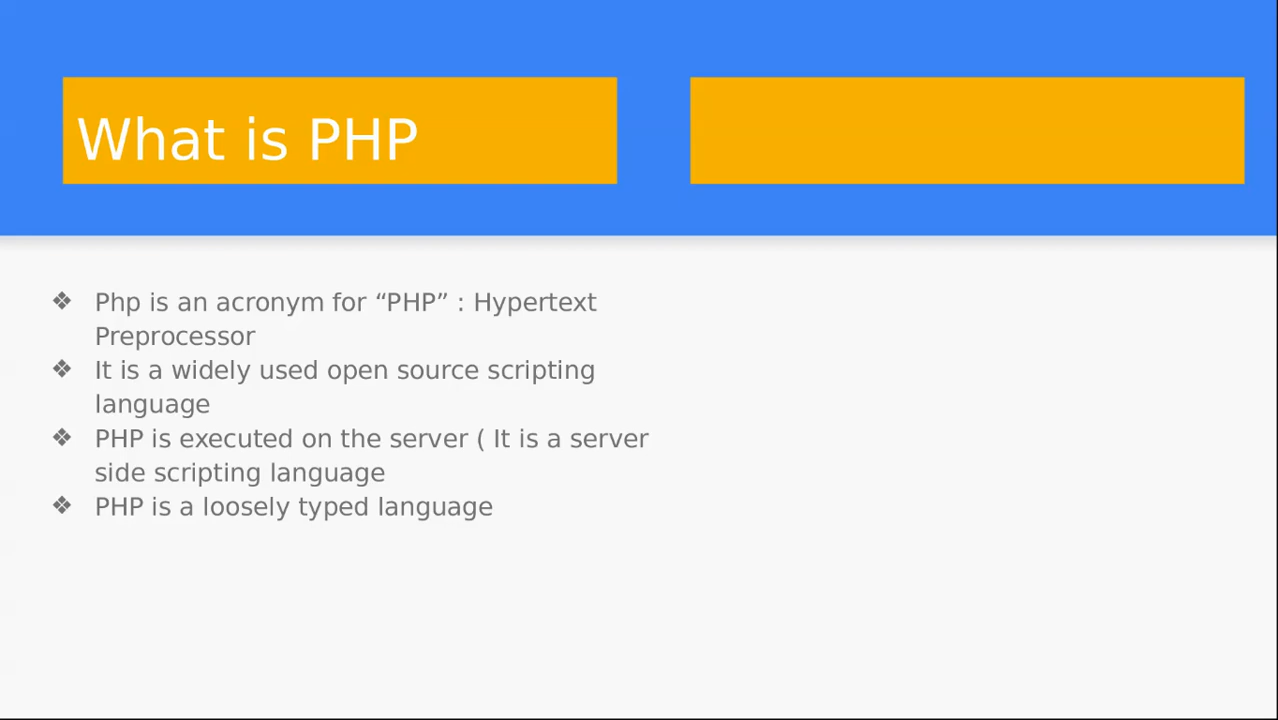 What is PHP
❖ Php is an acronym for “PHP” : Hypertext
Preprocessor
❖ It is a widely used open source scripting
language
❖ PHP is executed on the server ( It is a server
side scripting language
❖ PHP is a loosely typed language